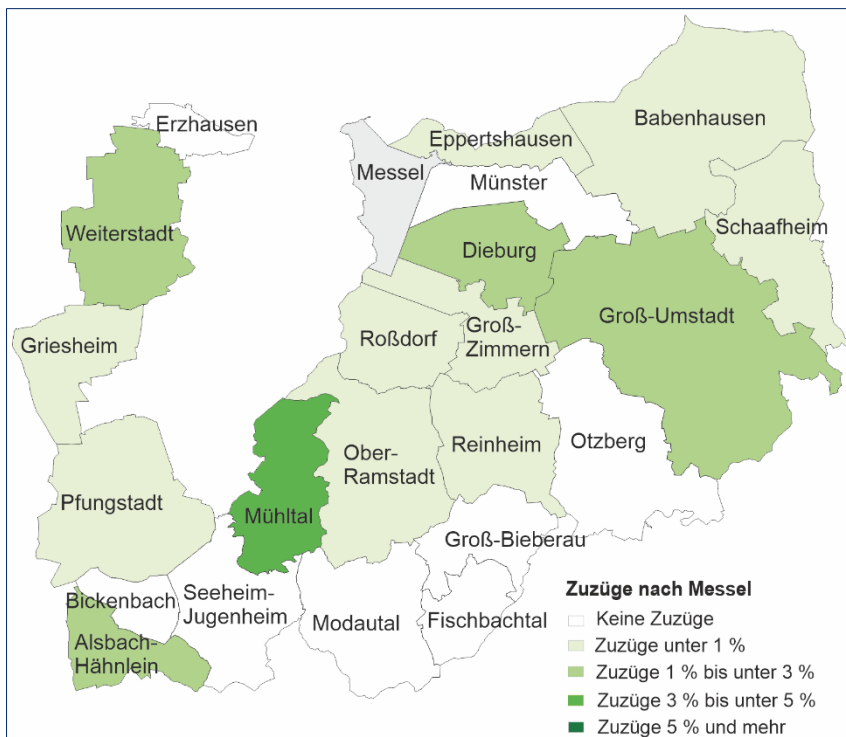 Erzhausen
Babenhausen
Eppertshausen
Messel
Münster
Schaafheim
Weiterstadt
Dieburg
Groß-Umstadt
Griesheim
Roßdorf
Groß-
Zimmern
Otzberg
Reinheim
Ober-
Ramstadt
Pfungstadt
Mühltal
Groß-Bieberau
Bickenbach
Seeheim-
Jugenheim
Modautal
Fischbachtal
Alsbach-
Hähnlein
Zuzüge nach Messel
Keine Zuzüge
Zuzüge unter 1 %
Zuzüge 1 % bis unter 3 %
Zuzüge 3 % bis unter 5 %
Zuzüge 5 % und mehr